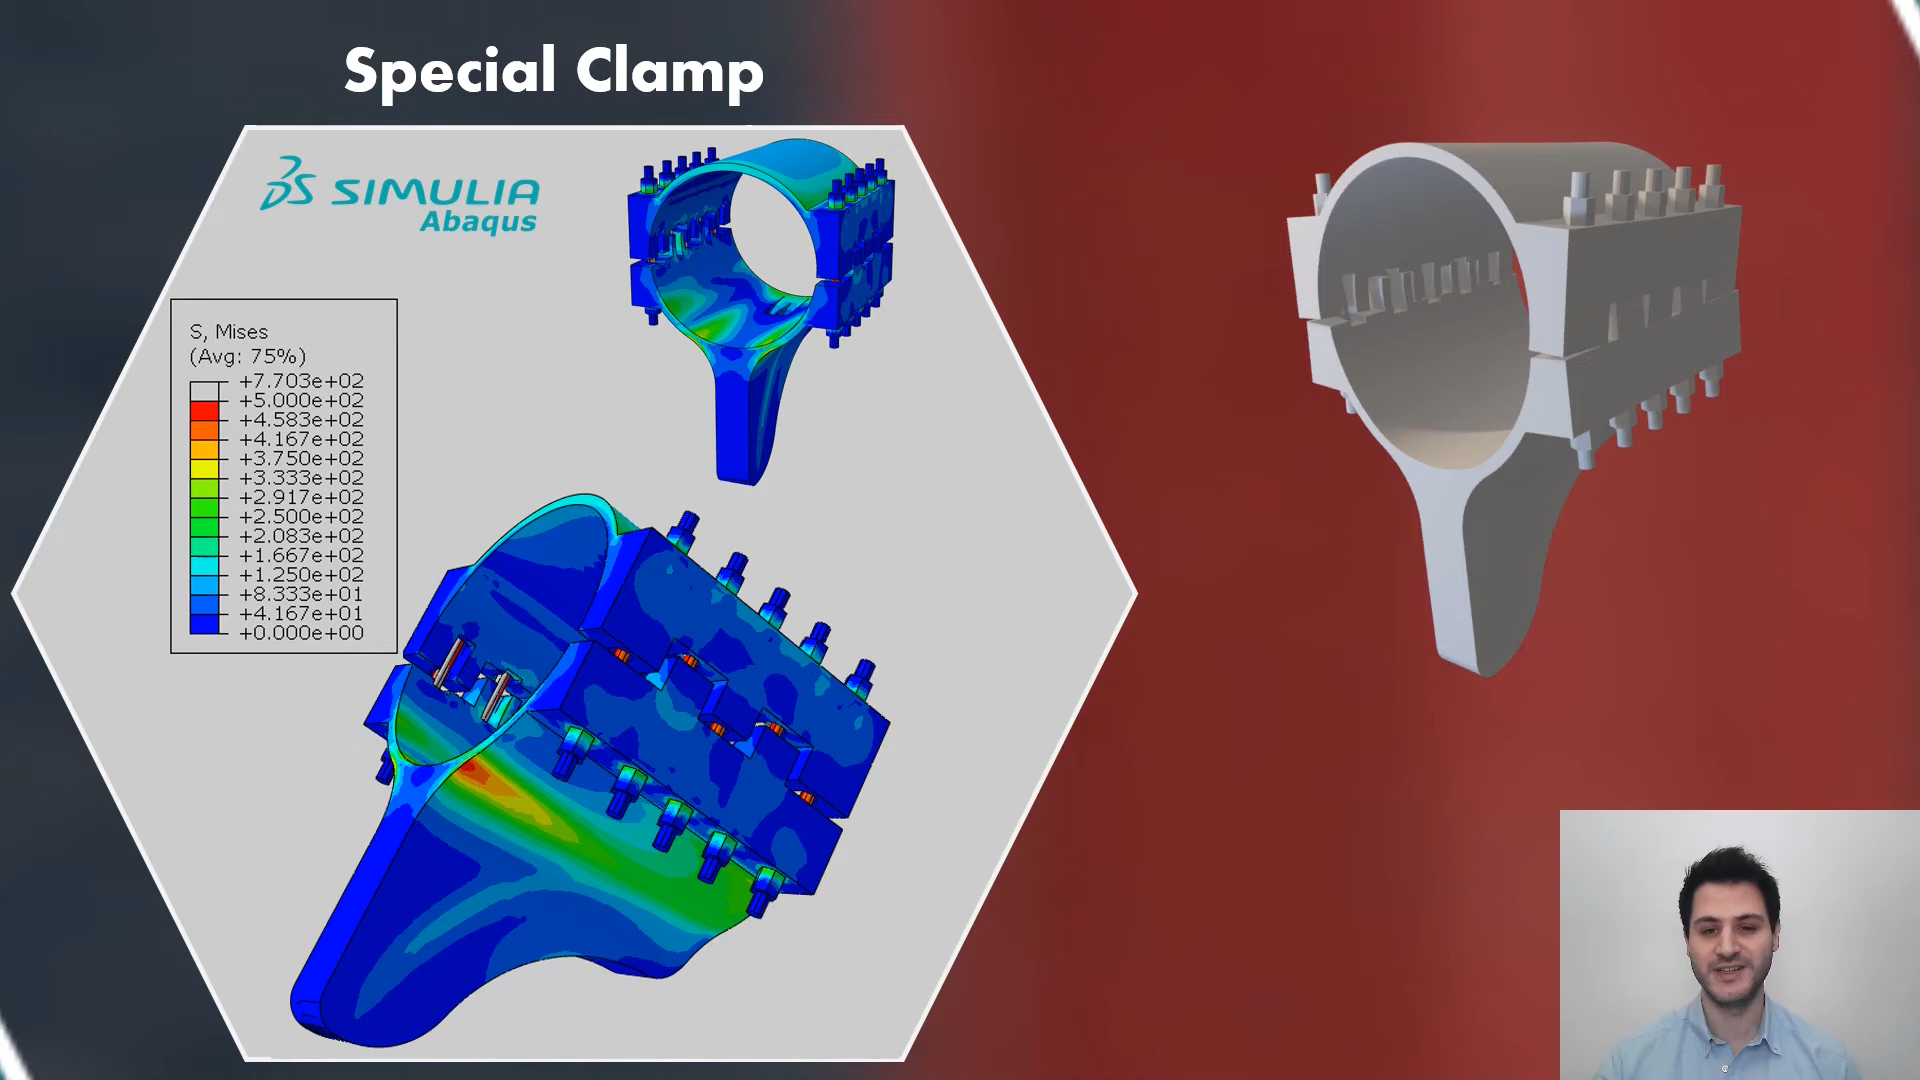 Special Clamp
SIMULIA
Abaqus
S, Mises
(Avg: 75%)
+7.703e+02
+5.000e+02
+4.583e+02
+4.167e+02
+3.750e+02
+3.333e+02
+2.917e+02
+2.500e+02
+2.083e+02
+1.667e+02
+1.250e+02
+8.333e+01
+4.167e+01
+0.000e+00